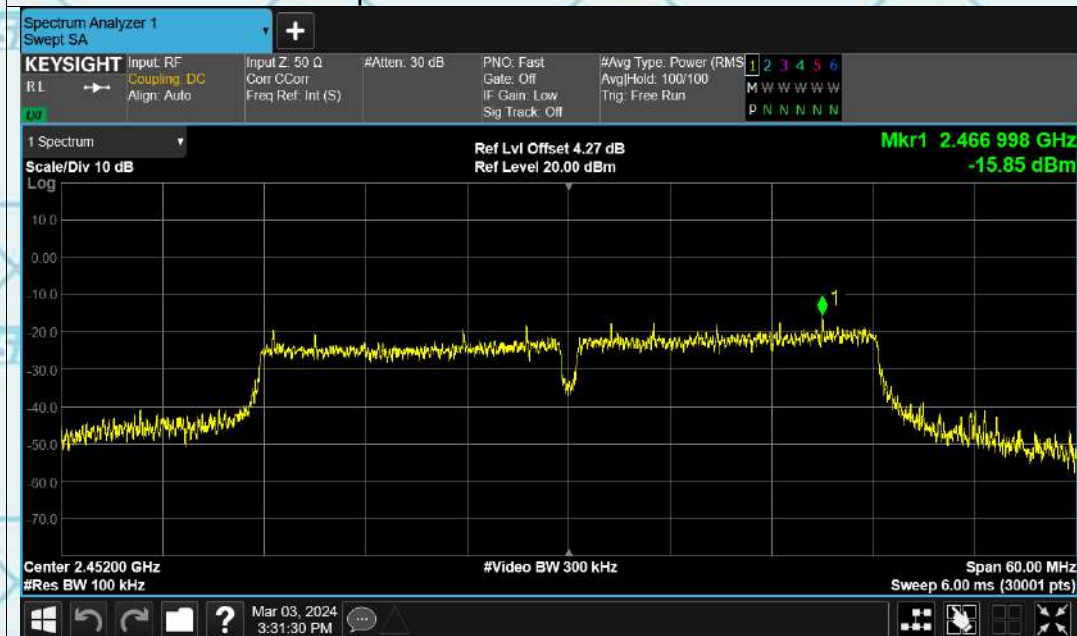 Spectrum Analyzer 1
Swept SA
+
KEYSIGHT Input: RF Input Z: 50 Ω #Atten: 30 dB PNO: Fast #Avg Type: Power (RMS 1 2 3 4 5 6
RL Coupling: DC Corr CCorr Gate: Off Avg|Hold: 100/100 M W W W W W
Align: Auto Freq Ref: Int (S) IF Gain: Low Trig: Free Run
Sig Track: Off P N N N N N
LXI
1 Spectrum
Ref Lvl Offset 4.27 dB Mkr1 2.466 998 GHz
Scale/Div 10 dB Ref Level 20.00 dBm -15.85 dBm
Log
10.0
0.00
-10.0
1
-20.0
-30.0
-40.0
-50.0
-60.0
-70.0
Center 2.45200 GHz #Video BW 300 kHz Span 60.00 MHz
#Res BW 100 kHz Sweep 6.00 ms (30001 pts)
? Mar 03, 2024
3:31:30 PM